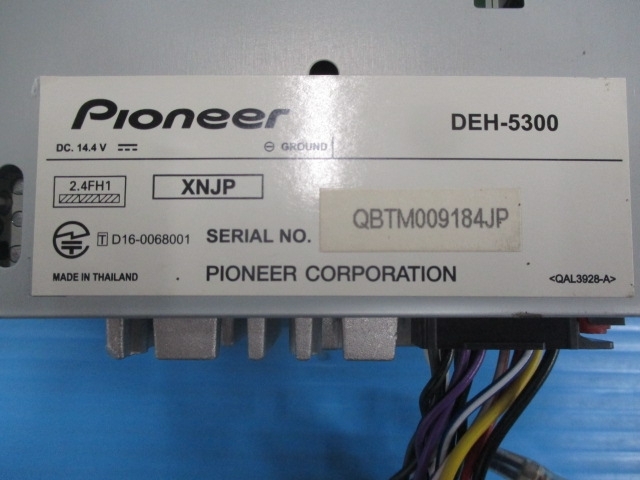 Pioneer
DEH-5300
DC. 14.4 V
⊖ GROUND
2.4FH1
XNJP
T D16-0068001
SERIAL NO.
QBTM009184JP
MADE IN THAILAND
PIONEER CORPORATION
<QAL3928-A>